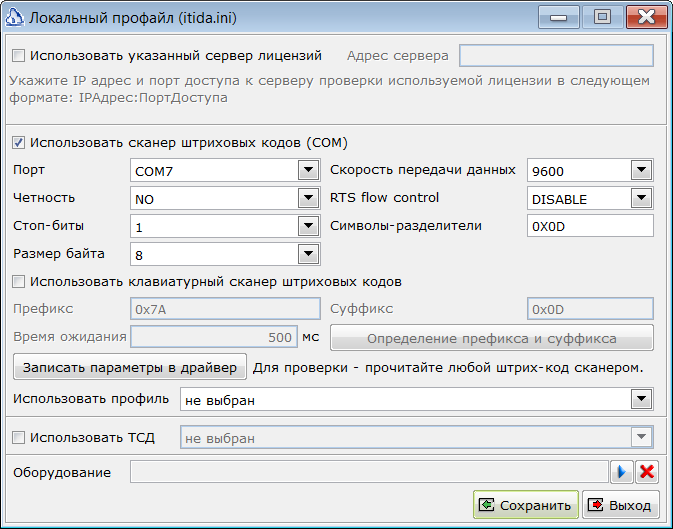 Локальный профайл (itida.ini)
Использовать указанный сервер лицензий Адрес сервера
Укажите IP адрес и порт доступа к серверу проверки используемой лицензии в следующем
формате: IPАдрес:ПортДоступа
Использовать сканер штриховых кодов (COM)
Порт COM7 Скорость передачи данных 9600
Четность NO RTS flow control DISABLE
Стоп-биты 1 Символы-разделители 0X0D
Размер байта 8
Использовать клавиатурный сканер штриховых кодов
Префикс 0x7A Суффикс 0x0D
Время ожидания 500 мс Определение префикса и суффикса
Записать параметры в драйвер Для проверки - прочитайте любой штрих-код сканером.
Использовать профиль не выбран
Использовать ТСД не выбран
Оборудование
Сохранить Выход